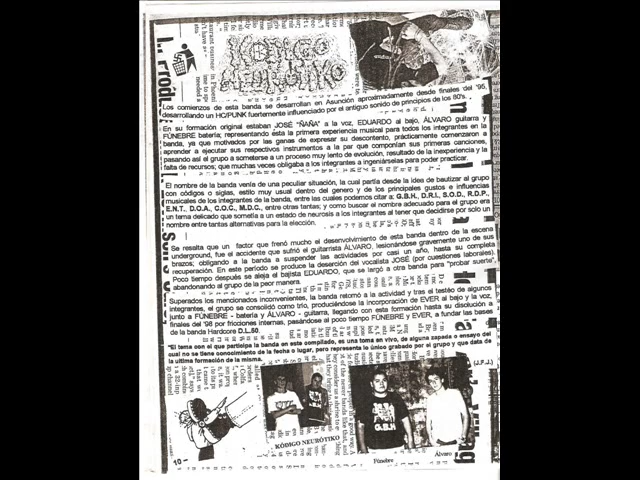 KODIGO
NEUROTIKO
Los comienzos de esta banda se desarrollan en Asunción aproximadamente desde finales del '95,
desarrollando un HC/PUNK fuertemente influenciado por el antiguo sonido de principios de los 80's.
En su formación original estaban JOSÉ "ÑAÑA" a la voz, EDUARDO al bajo, ÁLVARO guitarra y
FÚNEBRE batería; representando esta la primera experiencia musical para todos los integrantes en una
banda, ya que motivados por las ganas de expresar su descontento, prácticamente comenzaron a
aprender a ejecutar sus respectivos instrumentos a la par que componían sus primeras canciones,
pasando así el grupo a someterse a un proceso muy lento de evolución, resultado de la inexperiencia y la
falta de recursos; que muchas veces obligaba a los integrantes a ingeniárselas para poder practicar.
El nombre de la banda venía de una peculiar situación, la cual partía desde la idea de bautizar al grupo
con códigos o siglas, estilo muy usual dentro del genero y de los principales gustos e influencias
musicales de los integrantes de la banda, entre las cuales podemos citar a: G.B.H., D.R.I., S.O.D., R.D.P.,
E.N.T., D.O.A., C.O.C., M.D.C., entre otras tantas; y como buscar el nombre adecuado para el grupo era
un tema delicado que sometía a un estado de neurosis a los integrantes al tener que decidirse por solo un
nombre entre tantas alternativas para la elección.
Se resalta que un factor que frenó mucho el desenvolvimiento de esta banda dentro de la escena
underground, fue el accidente que sufrió el guitarrista ÁLVARO, lesionándose gravemente uno de sus
brazos; obligando a la banda a suspender las actividades por casi un año, hasta su completa
recuperación. En este período se produce la deserción del vocalista JOSÉ (por cuestiones laborales).
Poco tiempo después se aleja el bajista EDUARDO, que se largó a otra banda para "probar suerte",
abandonando al grupo de la peor manera.
Superados los mencionados inconvenientes, la banda retornó a la actividad y tras el testéo de algunos
integrantes, el grupo se consolidó como trío, produciéndose la incorporación de EVER al bajo y la voz,
junto a FÚNEBRE - batería y ÁLVARO - guitarra, llegando con esta formación hasta su disolución a
finales del '98 por fricciones internas, pasándose al poco tiempo FÚNEBRE y EVER, a fundar las bases
de la banda Hardcore D.L.50.
*El tema con el que participa la banda en este compilado, es una toma en vivo, de alguna zapada o ensayo del
cual no se tiene conocimiento de la fecha o lugar, pero representa lo único grabado por el grupo que data de
la ultima formación de la misma.
(J.F.J.)
G.B.H
KÓDIGO NEURÓTIKO
Fúnebre
Álvaro
10 -